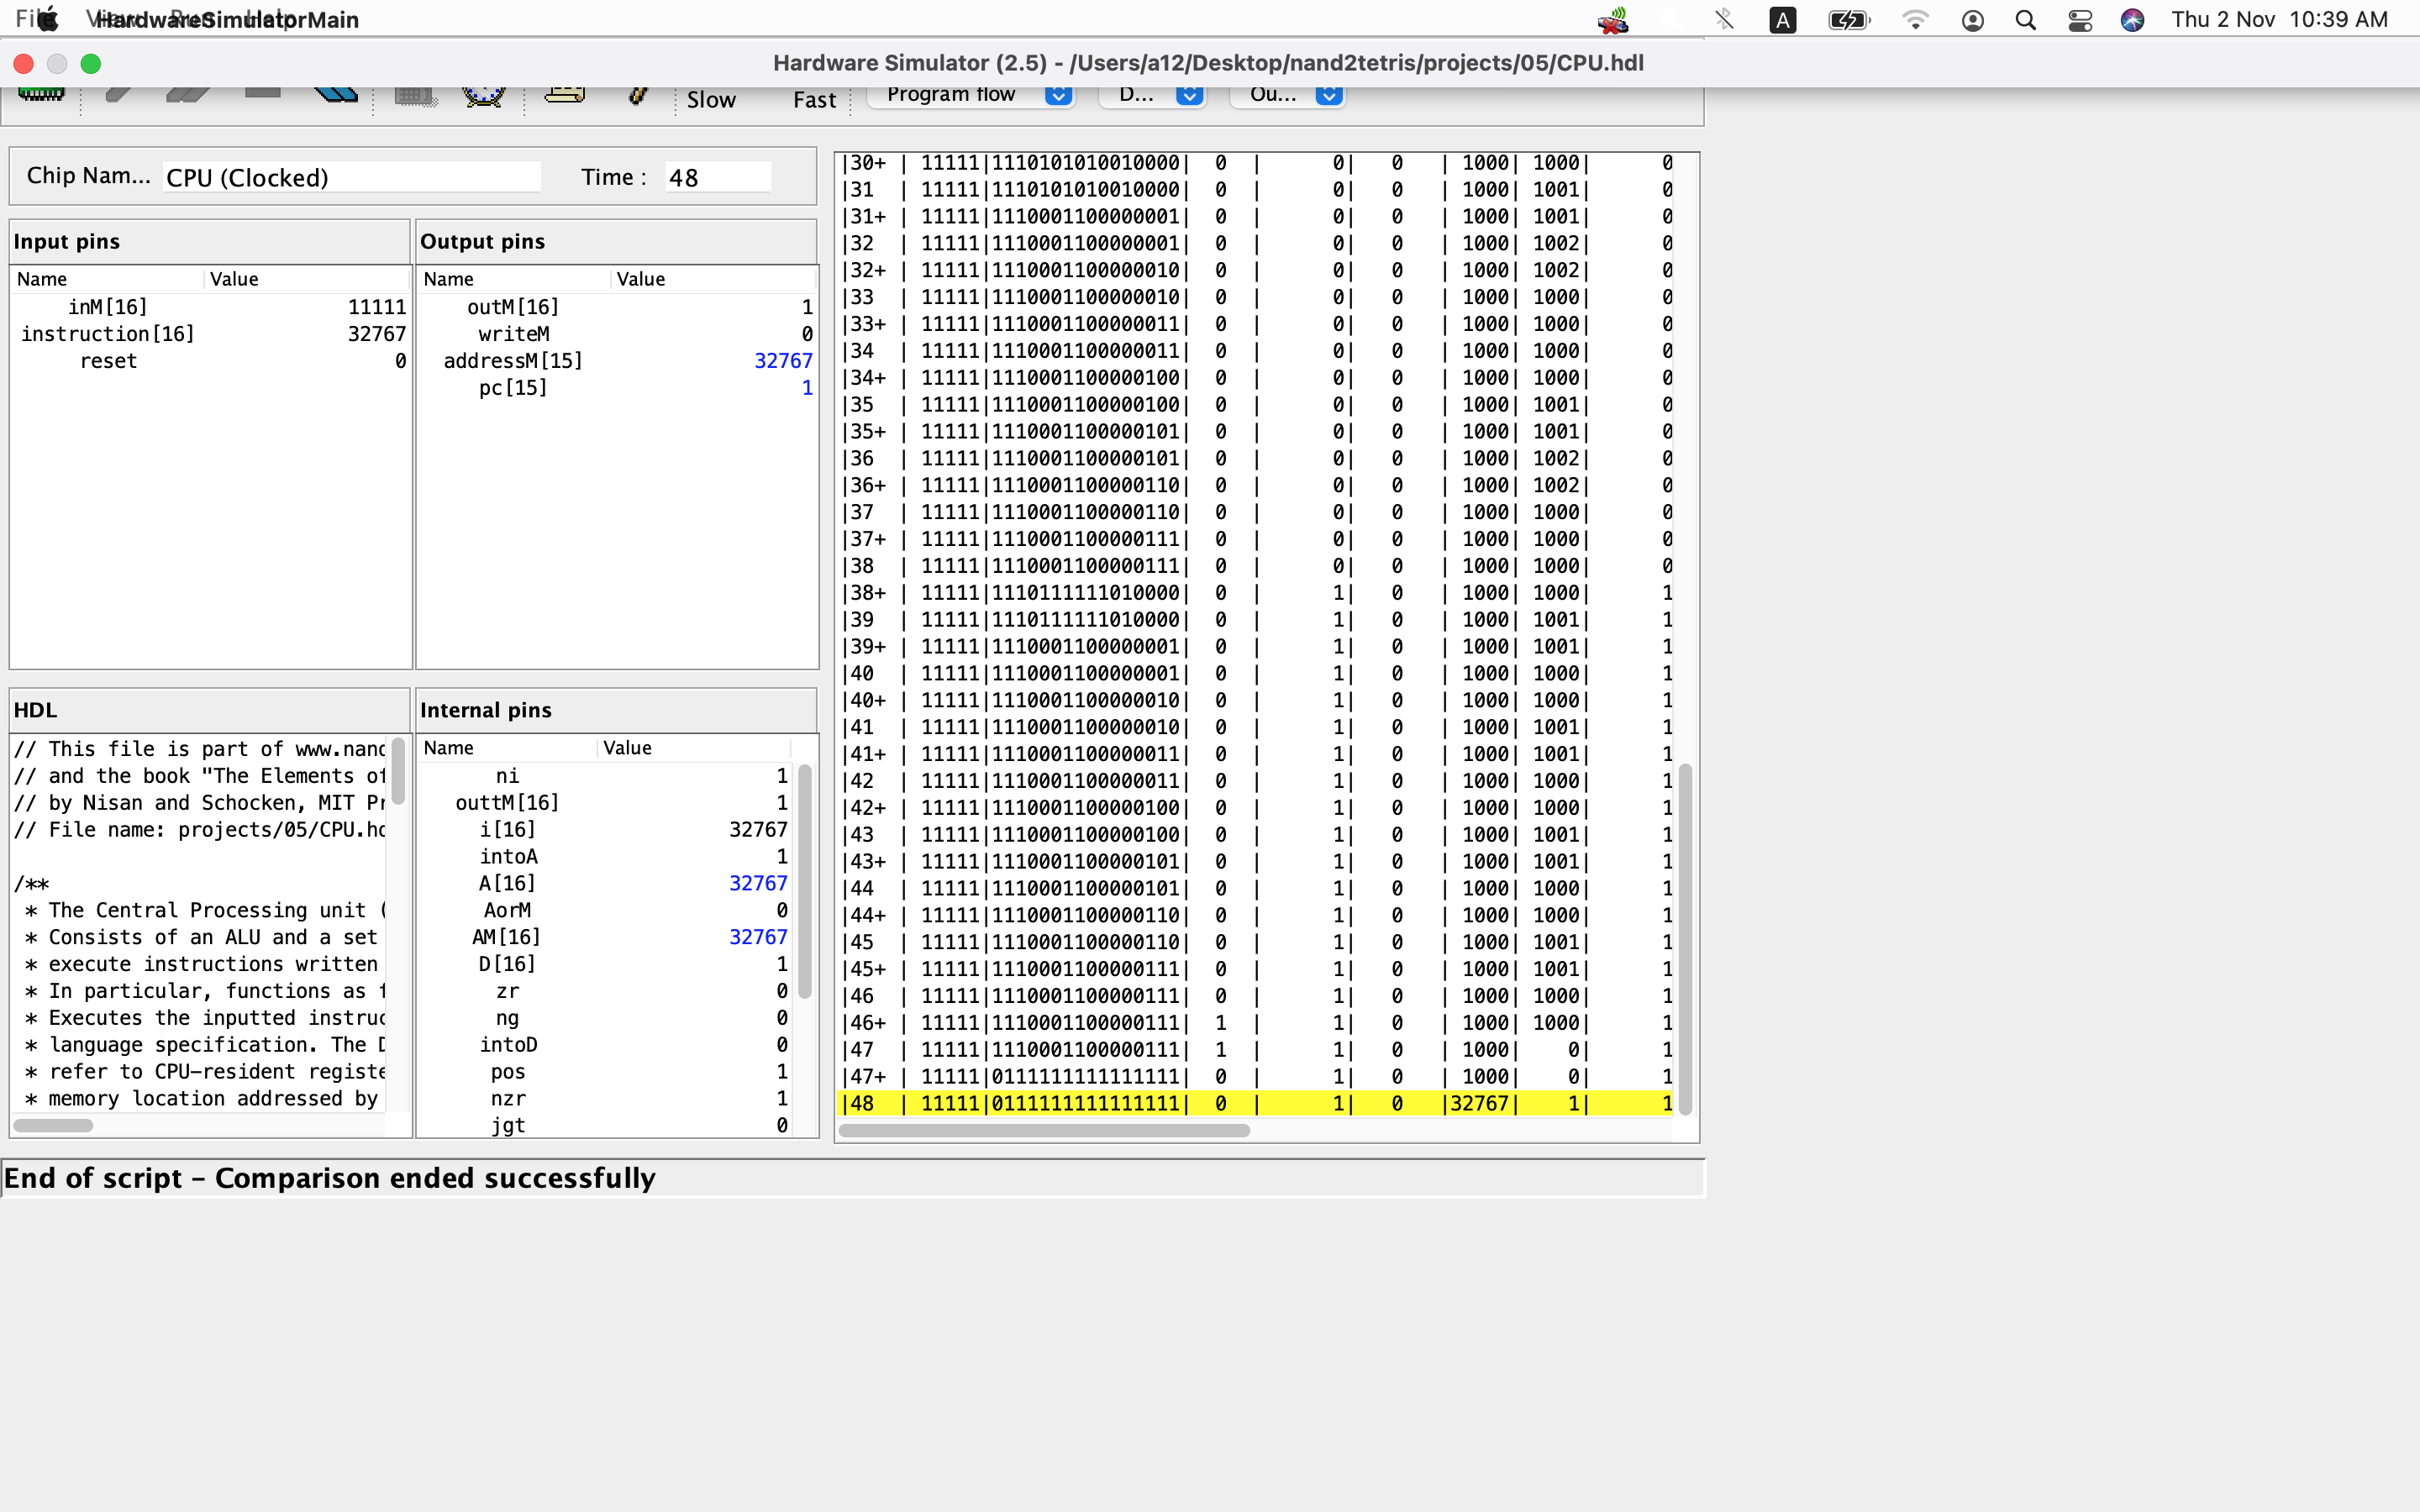 File View Run Help HardwareSimulatorMain A Thu 2 Nov 10:39 AM
Hardware Simulator (2.5) - /Users/a12/Desktop/nand2tetris/projects/05/CPU.hdl
Slow Fast Program flow D... Ou...
Chip Nam... CPU (Clocked) Time : 48
Input pins
Name Value
inM[16] 11111
instruction[16] 32767
reset 0
Output pins
Name Value
outM[16] 1
writeM 0
addressM[15] 32767
pc[15] 1
HDL
// This file is part of www.nand
// and the book "The Elements of
// by Nisan and Schocken, MIT Pr
// File name: projects/05/CPU.hd
/**
* The Central Processing unit (
* Consists of an ALU and a set
* execute instructions written
* In particular, functions as f
* Executes the inputted instruc
* language specification. The D
* refer to CPU-resident registe
* memory location addressed by
Internal pins
Name Value
ni 1
outtM[16] 1
i[16] 32767
intoA 1
A[16] 32767
AorM 0
AM[16] 32767
D[16] 1
zr 0
ng 0
intoD 0
pos 1
nzr 1
jgt 0
|30+ | 11111|1110101010010000| 0 | 0| 0 | 1000| 1000| 0
|31 | 11111|1110101010010000| 0 | 0| 0 | 1000| 1001| 0
|31+ | 11111|1110001100000001| 0 | 0| 0 | 1000| 1001| 0
|32 | 11111|1110001100000001| 0 | 0| 0 | 1000| 1002| 0
|32+ | 11111|1110001100000010| 0 | 0| 0 | 1000| 1002| 0
|33 | 11111|1110001100000010| 0 | 0| 0 | 1000| 1000| 0
|33+ | 11111|1110001100000011| 0 | 0| 0 | 1000| 1000| 0
|34 | 11111|1110001100000011| 0 | 0| 0 | 1000| 1000| 0
|34+ | 11111|1110001100000100| 0 | 0| 0 | 1000| 1000| 0
|35 | 11111|1110001100000100| 0 | 0| 0 | 1000| 1001| 0
|35+ | 11111|1110001100000101| 0 | 0| 0 | 1000| 1001| 0
|36 | 11111|1110001100000101| 0 | 0| 0 | 1000| 1002| 0
|36+ | 11111|1110001100000110| 0 | 0| 0 | 1000| 1002| 0
|37 | 11111|1110001100000110| 0 | 0| 0 | 1000| 1000| 0
|37+ | 11111|1110001100000111| 0 | 0| 0 | 1000| 1000| 0
|38 | 11111|1110001100000111| 0 | 0| 0 | 1000| 1000| 0
|38+ | 11111|1110111111010000| 0 | 1| 0 | 1000| 1000| 1
|39 | 11111|1110111111010000| 0 | 1| 0 | 1000| 1001| 1
|39+ | 11111|1110001100000001| 0 | 1| 0 | 1000| 1001| 1
|40 | 11111|1110001100000001| 0 | 1| 0 | 1000| 1000| 1
|40+ | 11111|1110001100000010| 0 | 1| 0 | 1000| 1000| 1
|41 | 11111|1110001100000010| 0 | 1| 0 | 1000| 1001| 1
|41+ | 11111|1110001100000011| 0 | 1| 0 | 1000| 1001| 1
|42 | 11111|1110001100000011| 0 | 1| 0 | 1000| 1000| 1
|42+ | 11111|1110001100000100| 0 | 1| 0 | 1000| 1000| 1
|43 | 11111|1110001100000100| 0 | 1| 0 | 1000| 1001| 1
|43+ | 11111|1110001100000101| 0 | 1| 0 | 1000| 1001| 1
|44 | 11111|1110001100000101| 0 | 1| 0 | 1000| 1000| 1
|44+ | 11111|1110001100000110| 0 | 1| 0 | 1000| 1000| 1
|45 | 11111|1110001100000110| 0 | 1| 0 | 1000| 1001| 1
|45+ | 11111|1110001100000111| 0 | 1| 0 | 1000| 1001| 1
|46 | 11111|1110001100000111| 0 | 1| 0 | 1000| 1000| 1
|46+ | 11111|1110001100000111| 1 | 1| 0 | 1000| 1000| 1
|47 | 11111|1110001100000111| 1 | 1| 0 | 1000| 0| 1
|47+ | 11111|0111111111111111| 0 | 1| 0 | 1000| 0| 1
|48 | 11111|0111111111111111| 0 | 1| 0 |32767| 1| 1
End of script - Comparison ended successfully